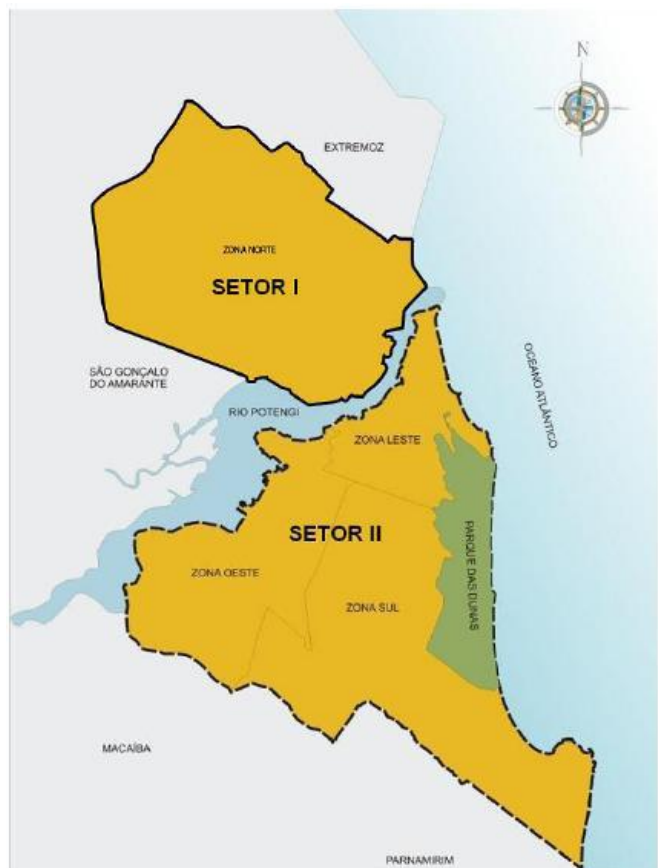 N
EXTREMOZ
ZONA NORTE
SETOR I
SÃO GONÇALO
DO AMARANTE
RIO POTENGI
OCEANO ATLÂNTICO
ZONA LESTE
SETOR II
PARQUE DAS DUNAS
ZONA OESTE
ZONA SUL
MACAÍBA
PARNAMIRIM